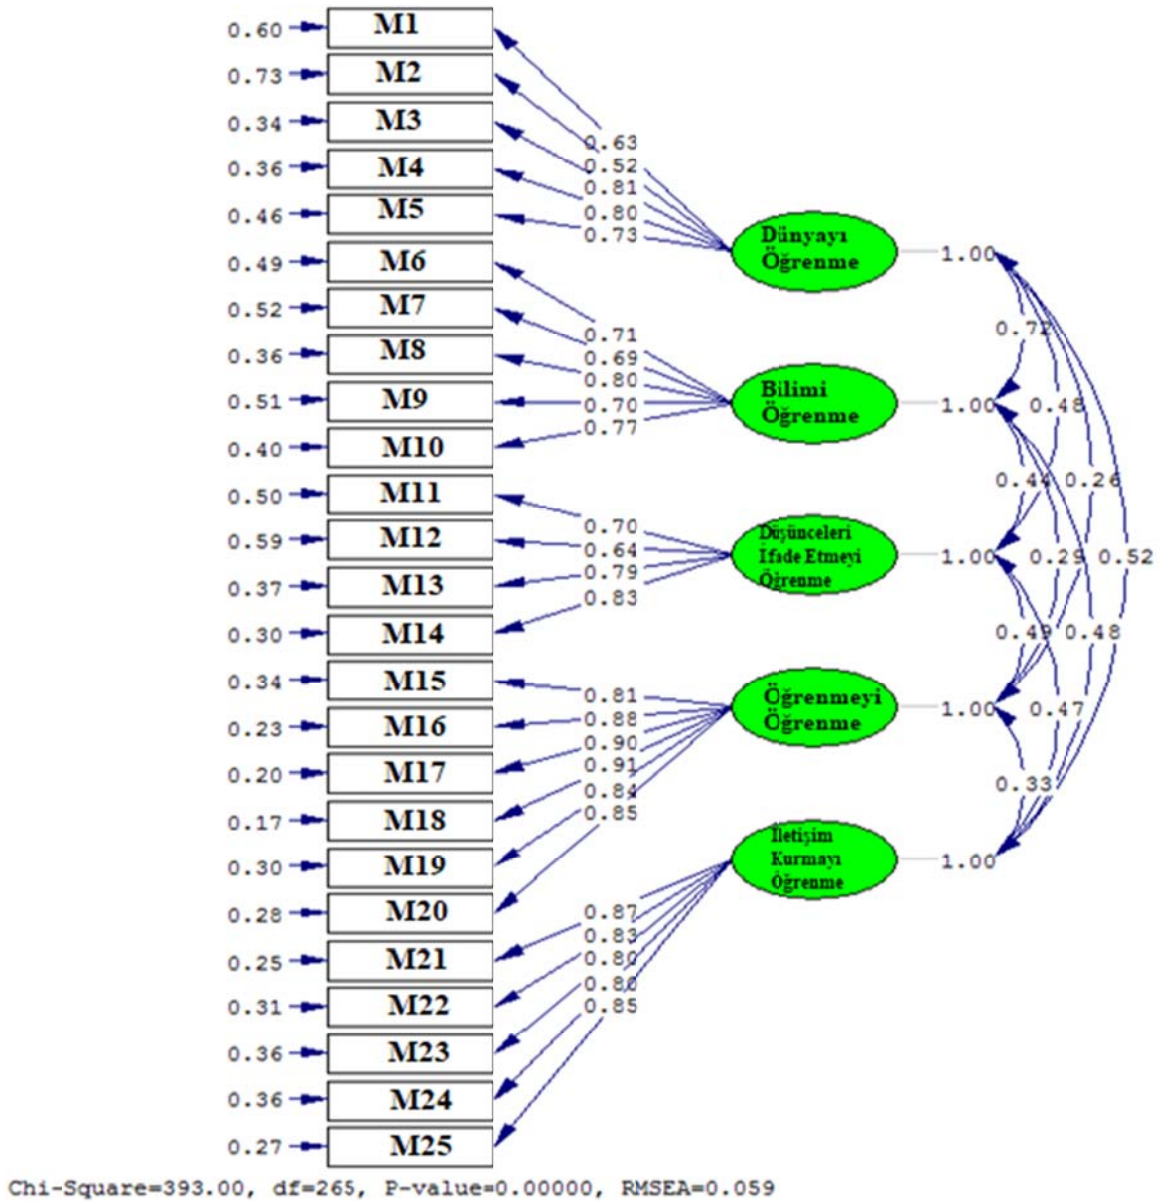 0.60 M1
0.73 M2
0.34 M3
0.36 M4
0.46 M5
0.49 M6
0.52 M7
0.36 M8
0.51 M9
0.40 M10
0.50 M11
0.59 M12
0.37 M13
0.30 M14
0.34 M15
0.23 M16
0.20 M17
0.17 M18
0.30 M19
0.28 M20
0.25 M21
0.31 M22
0.36 M23
0.36 M24
0.27 M25
0.63
0.52
0.81
0.80
0.73
0.71
0.69
0.80
0.70
0.77
0.70
0.64
0.79
0.83
0.81
0.88
0.90
0.91
0.84
0.85
0.87
0.83
0.80
0.80
0.85
Dünyayı
Öğrenme
Bilimi
Öğrenme
Düşünceleri
İfade Etmeyi
Öğrenme
Öğrenmeyi
Öğrenme
İletişim
Kurmayı
Öğrenme
1.00
1.00
1.00
1.00
1.00
0.72
0.48
0.44 0.26
0.29 0.52
0.49 0.48
0.47
0.33
Chi-Square=393.00, df=265, P-value=0.00000, RMSEA=0.059